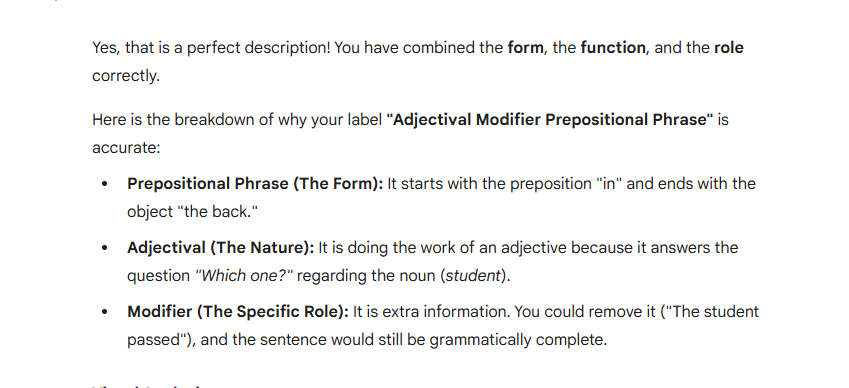 Yes, that is a perfect description! You have combined the form, the function, and the role
correctly.
Here is the breakdown of why your label "Adjectival Modifier Prepositional Phrase" is
accurate:
• Prepositional Phrase (The Form): It starts with the preposition "in" and ends with the
object "the back."
• Adjectival (The Nature): It is doing the work of an adjective because it answers the
question "Which one?" regarding the noun (student).
• Modifier (The Specific Role): It is extra information. You could remove it ("The student
passed"), and the sentence would still be grammatically complete.